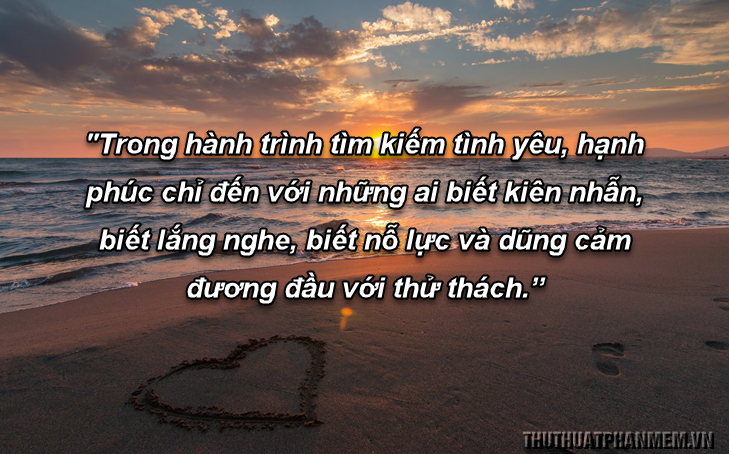 "Trong hành trình tìm kiếm tình yêu, hạnh
phúc chỉ đến với những ai biết kiên nhẫn,
biết lắng nghe, biết nỗ lực và dũng cảm
đương đầu với thử thách.”
THUTHUATPHANMEM.VN